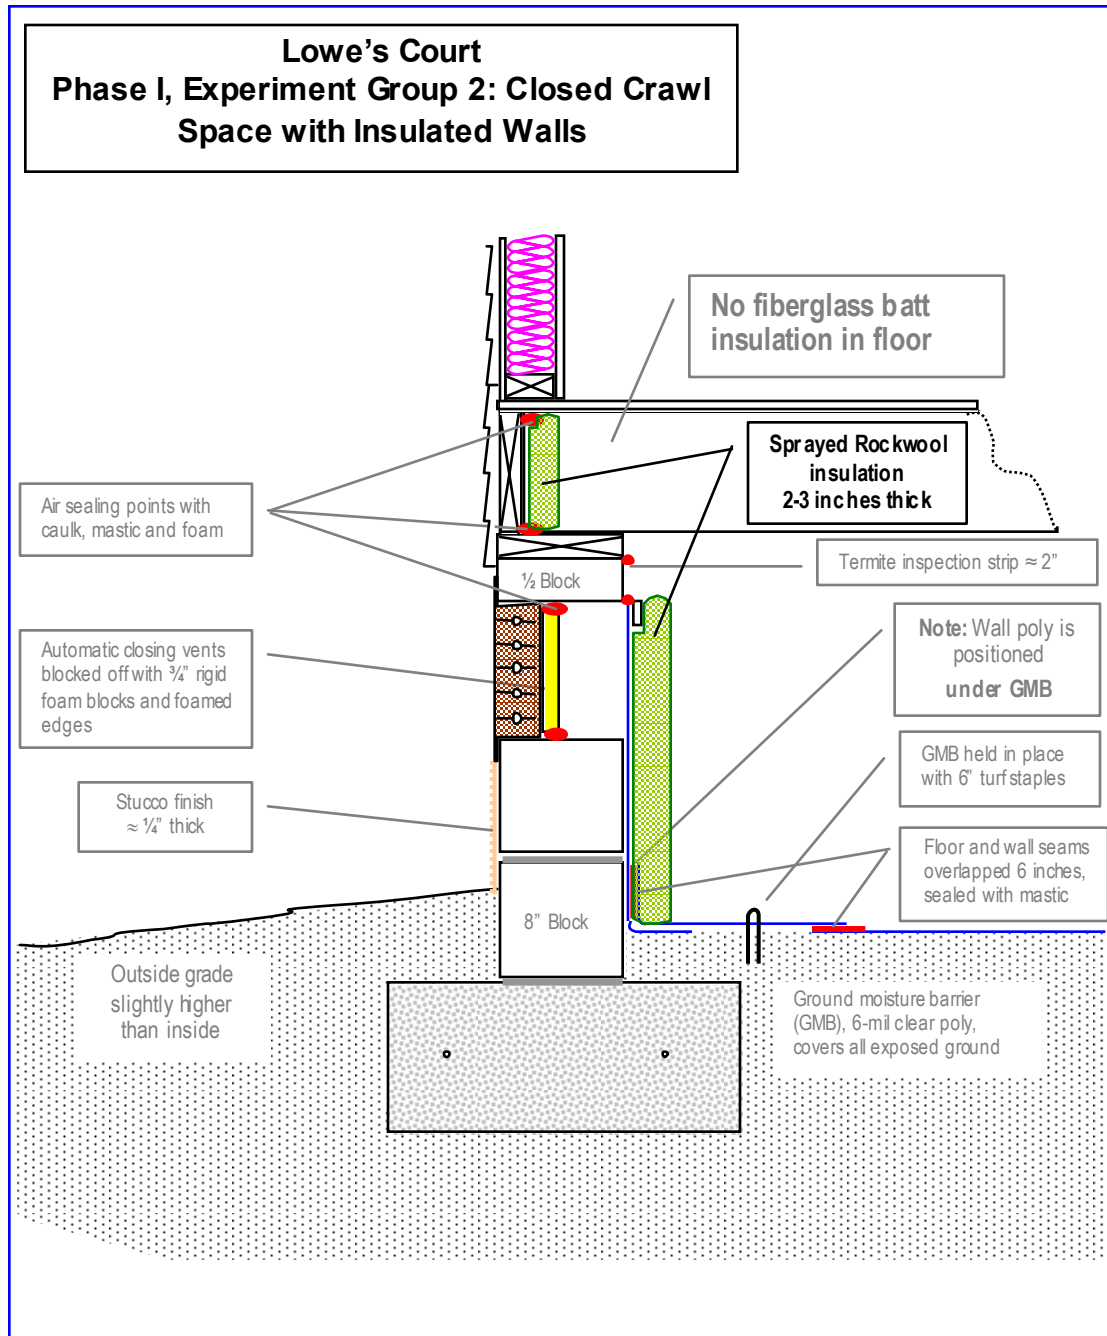 Lowe's Court
Phase I, Experiment Group 2: Closed Crawl
Space with Insulated Walls
No fiberglass batt
insulation in floor
Sprayed Rockwool
insulation
2-3 inches thick
Air sealing points with
caulk, mastic and foam
Termite inspection strip ≈ 2”
½ Block
Note: Wall poly is
positioned
under GMB
Automatic closing vents
blocked off with ¾” rigid
foam blocks and foamed
edges
GMB held in place
with 6” turf staples
Stucco finish
≈ ¼” thick
Floor and wall seams
overlapped 6 inches,
sealed with mastic
8” Block
Outside grade
slightly higher
than inside
Ground moisture barrier
(GMB), 6-mil clear poly,
covers all exposed ground